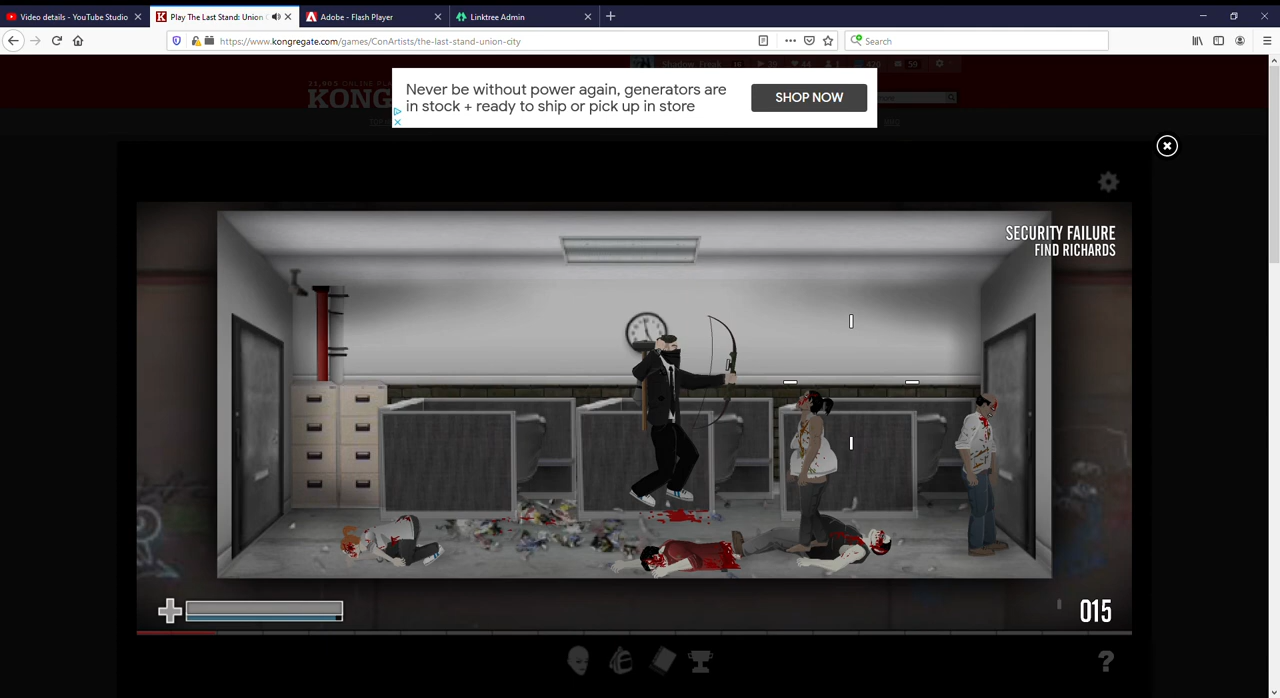 Video details - YouTube Studio
Play The Last Stand: Union C
Adobe - Flash Player
Linktree Admin
https://www.kongregate.com/games/ConArtists/the-last-stand-union-city
Search
Shadow_Freak
KONG
Never be without power again, generators are
in stock + ready to ship or pick up in store
SHOP NOW
SECURITY FAILURE
FIND RICHARDS
015
?